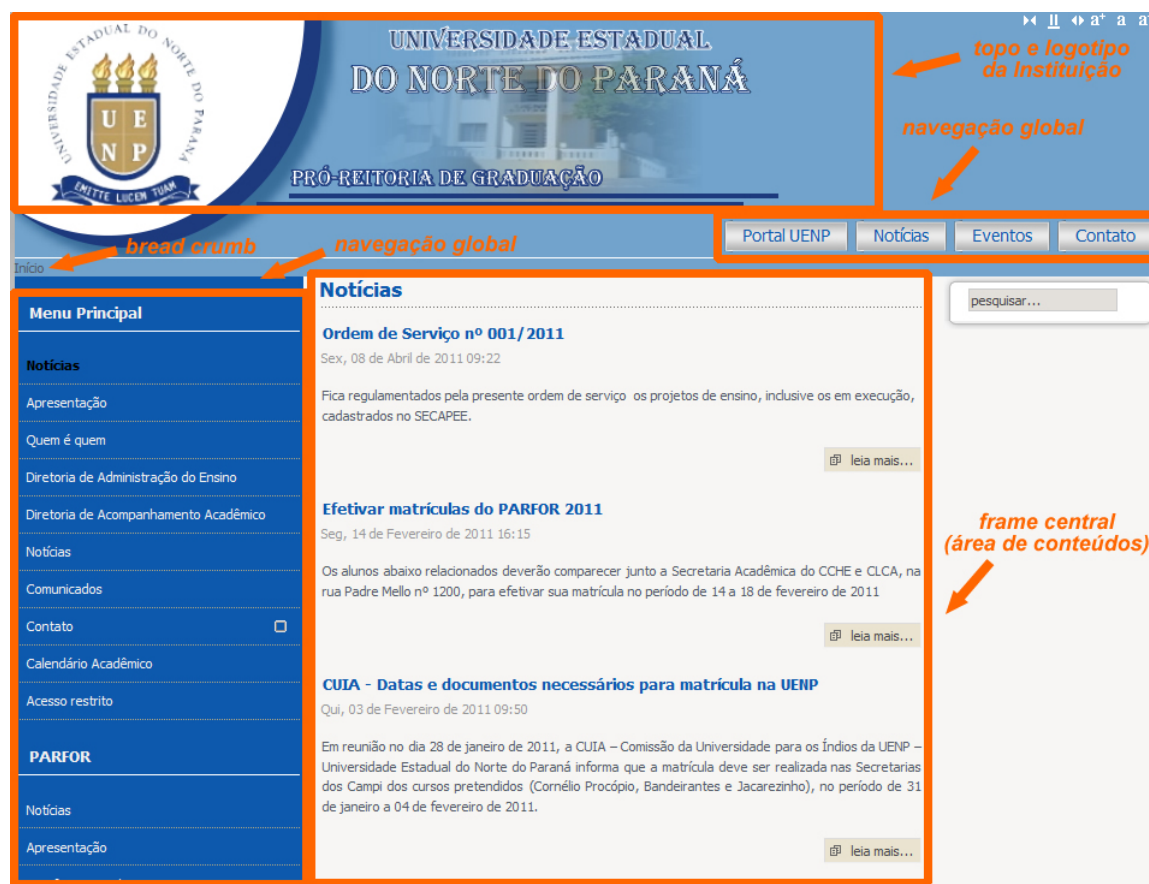 UNIVERSIDADE ESTADUAL DO NORTE DO PARANÁ
U E
N P
EMITTE LUCEM TUAM
UNIVERSIDADE ESTADUAL
DO NORTE DO PARANÁ
PRÓ-REITORIA DE GRADUAÇÃO
a+ a a
topo e logotipo
da Instituição
navegação global
Portal UENP
Notícias
Eventos
Contato
bread crumb
navegação global
Início
Menu Principal
Notícias
Apresentação
Quem é quem
Diretoria de Administração do Ensino
Diretoria de Acompanhamento Acadêmico
Notícias
Comunicados
Contato
Calendário Acadêmico
Acesso restrito
PARFOR
Notícias
Apresentação
Notícias
Ordem de Serviço nº 001/2011
Sex, 08 de Abril de 2011 09:22
Fica regulamentados pela presente ordem de serviço os projetos de ensino, inclusive os em execução,
cadastrados no SECAPEE.
leia mais...
Efetivar matrículas do PARFOR 2011
Seg, 14 de Fevereiro de 2011 16:15
Os alunos abaixo relacionados deverão comparecer junto a Secretaria Acadêmica do CCHE e CLCA, na
rua Padre Mello nº 1200, para efetivar sua matrícula no período de 14 a 18 de fevereiro de 2011
leia mais...
CUIA - Datas e documentos necessários para matrícula na UENP
Qui, 03 de Fevereiro de 2011 09:50
Em reunião no dia 28 de janeiro de 2011, a CUIA – Comissão da Universidade para os Índios da UENP –
Universidade Estadual do Norte do Paraná informa que a matrícula deve ser realizada nas Secretarias
dos Campi dos cursos pretendidos (Cornélio Procópio, Bandeirantes e Jacarezinho), no período de 31
de janeiro a 04 de fevereiro de 2011.
leia mais...
pesquisar...
frame central
(área de conteúdos)